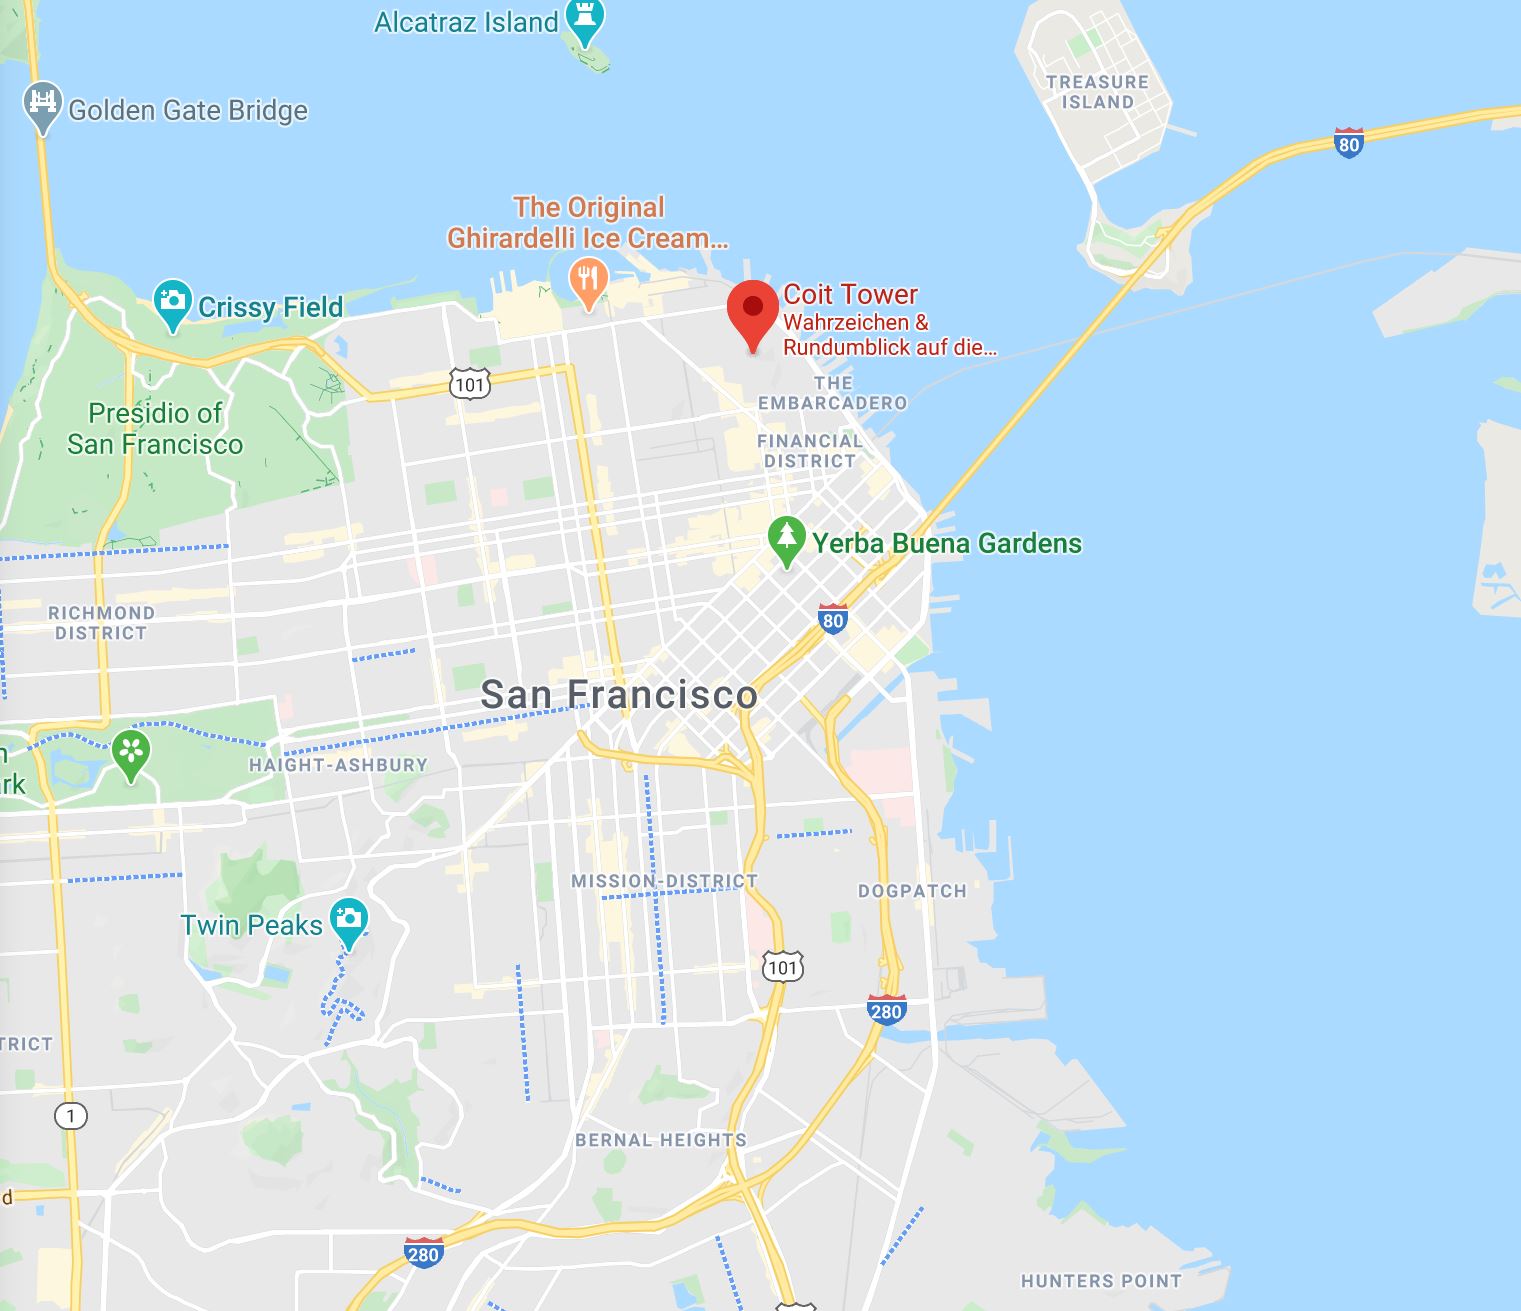 Alcatraz Island
TREASURE
ISLAND
Golden Gate Bridge
80
The Original
Ghirardelli Ice Cream...
Crissy Field
Coit Tower
Wahrzeichen &
Rundumblick auf die...
101
THE
EMBARCADERO
Presidio of
San Francisco
FINANCIAL
DISTRICT
Yerba Buena Gardens
RICHMOND
DISTRICT
80
San Francisco
n
ark
HAIGHT-ASHBURY
MISSION-DISTRICT
DOGPATCH
Twin Peaks
101
280
TRICT
1
BERNAL HEIGHTS
d
280
HUNTERS POINT